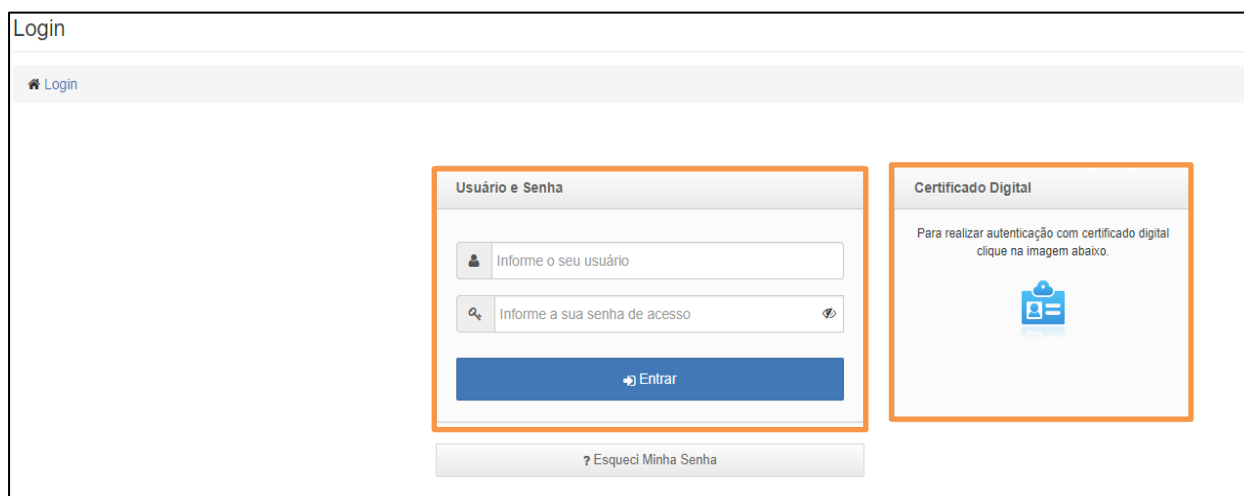 Login
Login
Usuário e Senha
Informe o seu usuário
Informe a sua senha de acesso
Entrar
? Esqueci Minha Senha
Certificado Digital
Para realizar autenticação com certificado digital
clique na imagem abaixo.